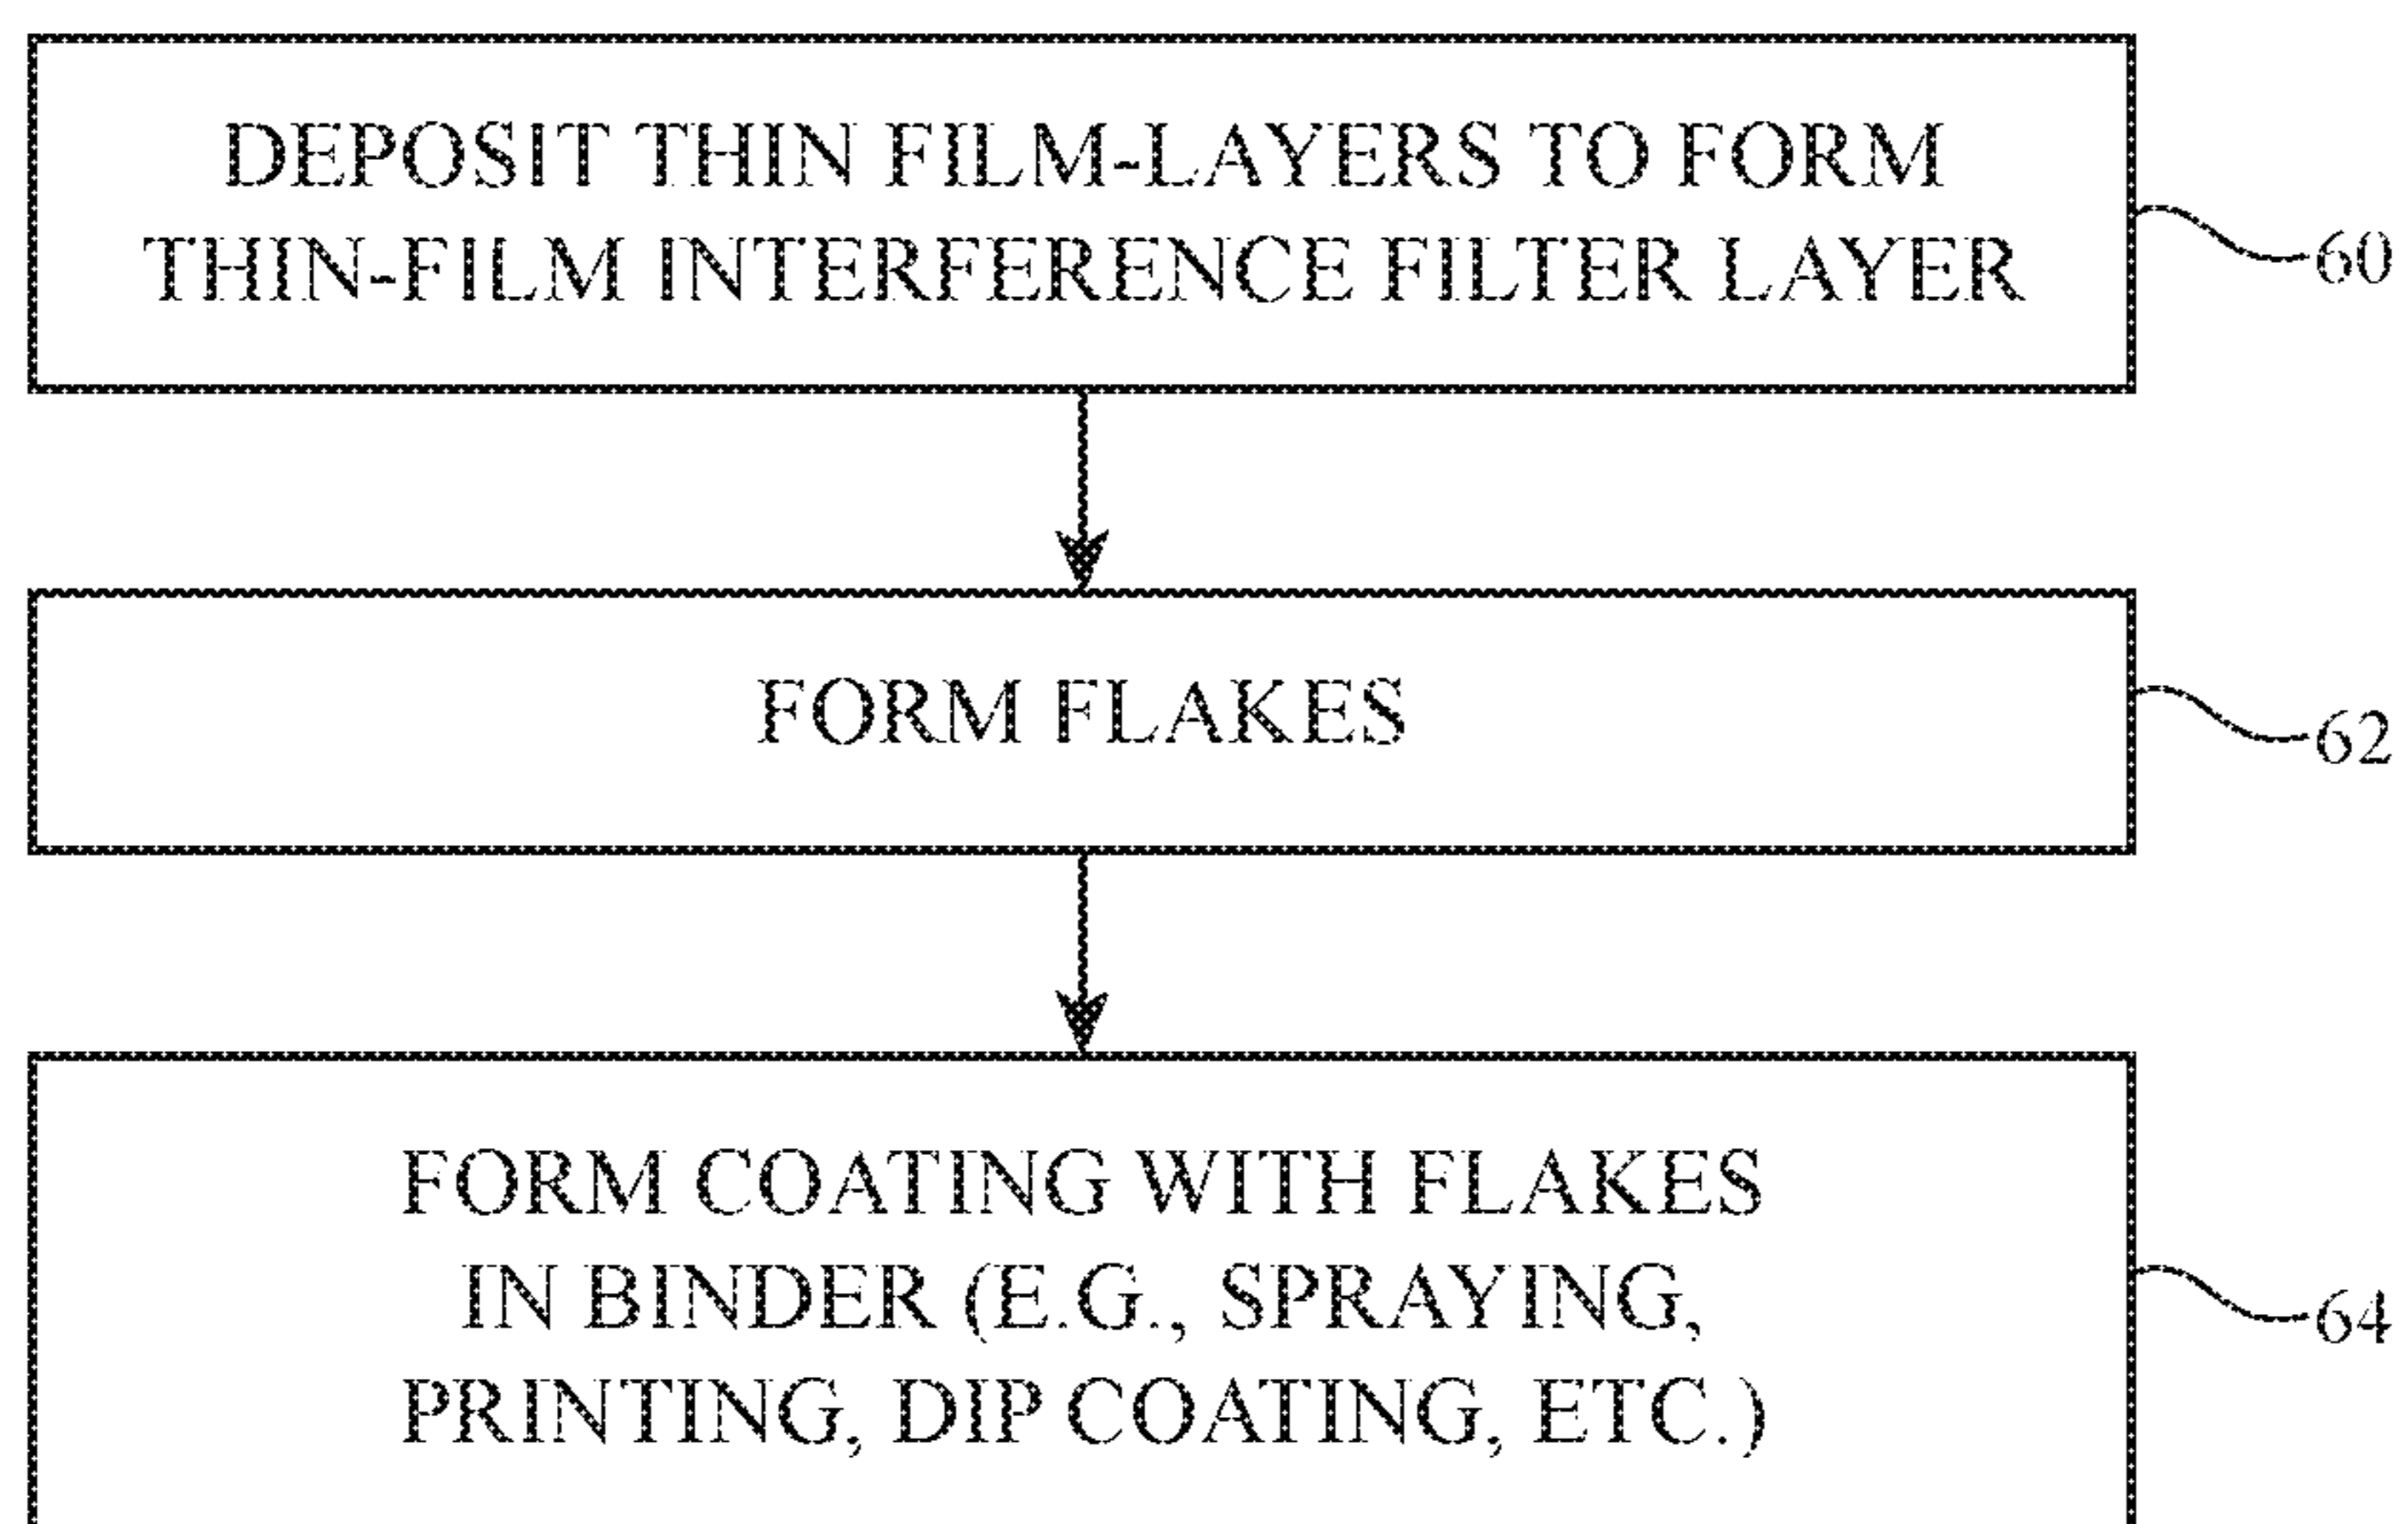 DEPOSIT THIN FILM-LAYERS TO FORM
THIN-FILM INTERFERENCE FILTER LAYER
60
FORM FLAKES
62
FORM COATING WITH FLAKES
IN BINDER (E.G., SPRAYING,
PRINTING, DIP COATING, ETC.)
64